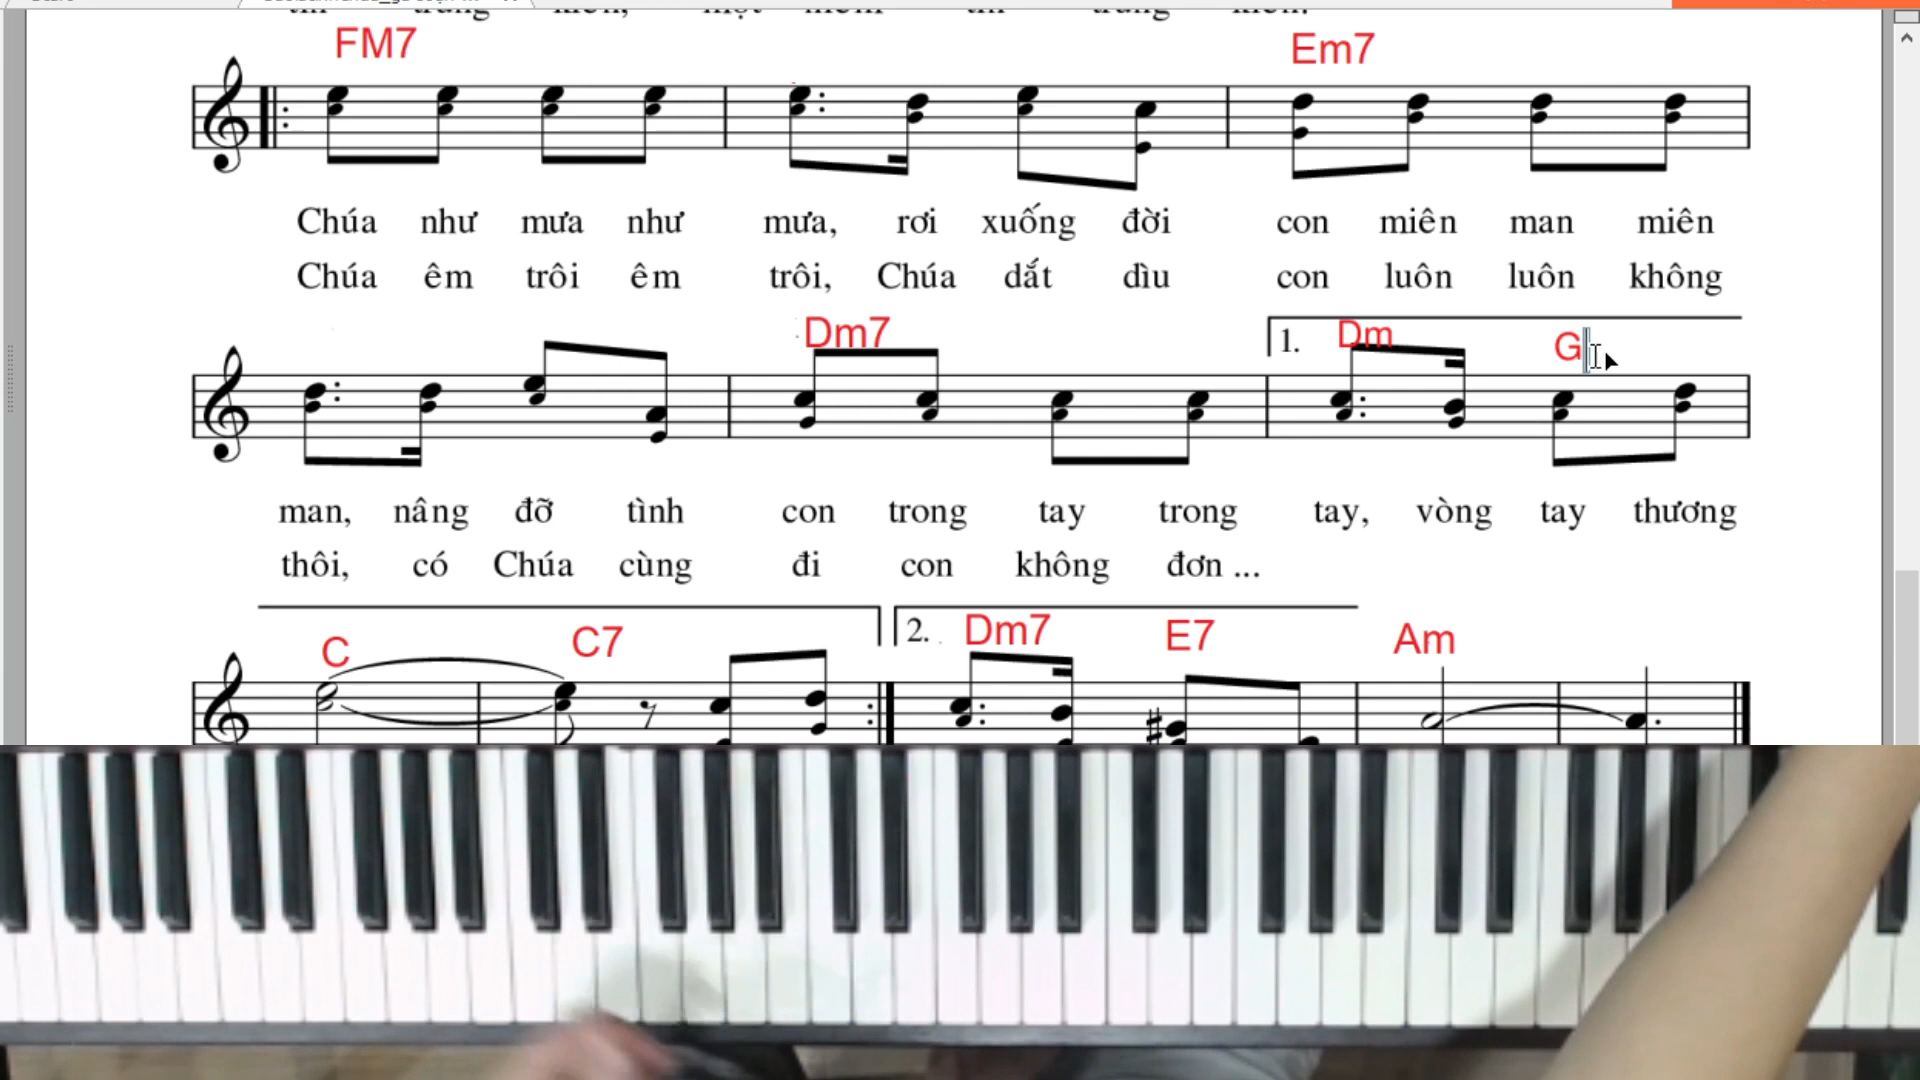 FM7 Em7
Chúa như mưa như mưa, rơi xuống đời con miên man miên
Chúa êm trôi êm trôi, Chúa dắt dìu con luôn luôn không
Dm7 1. Dm G
man, nâng đỡ tình con trong tay trong tay, vòng tay thương
thôi, có Chúa cùng đi con không đơn ...
C C7 2. Dm7 E7 Am